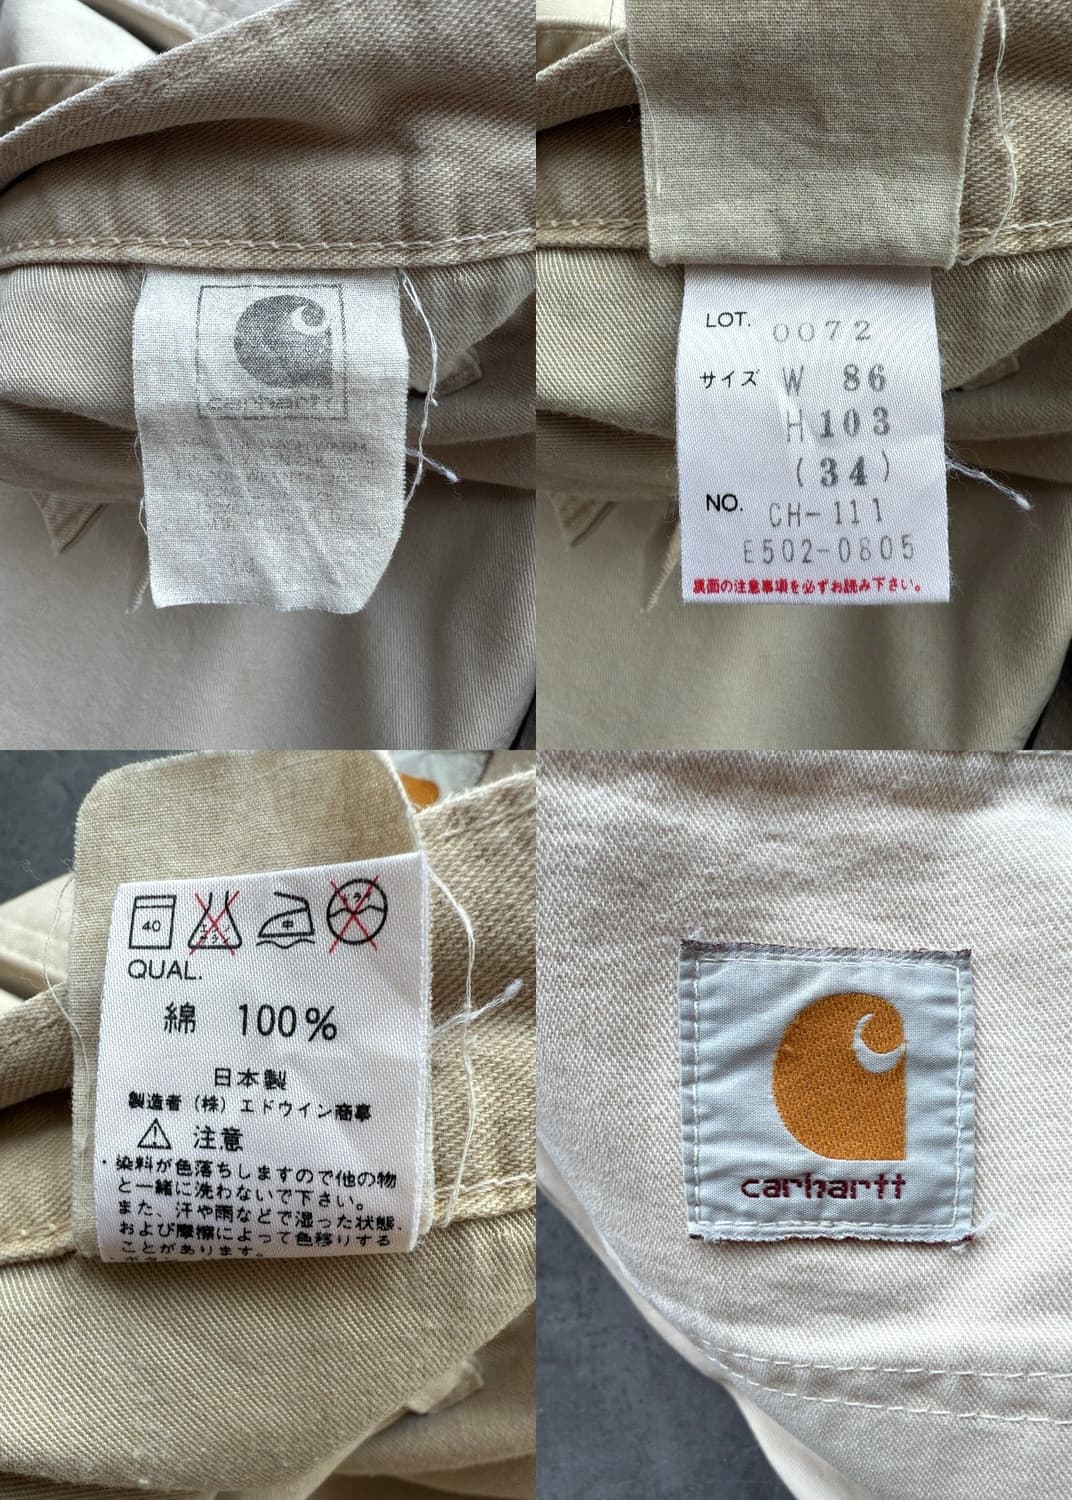 carhartt
LOT. 0072
サイズ W 86
H 103
(34)
NO. CH-111
E502-0805
裏面の注意事項を必ずお読み下さい。
40
中
QUAL.
綿 100%
日本製
製造者(株)エドウイン商事
注意
・染料が色落ちしますので他の物
と一緒に洗わないで下さい。
また、汗や雨などで湿った状態、
および摩擦によって色移りする
ことがあります。
carhartt